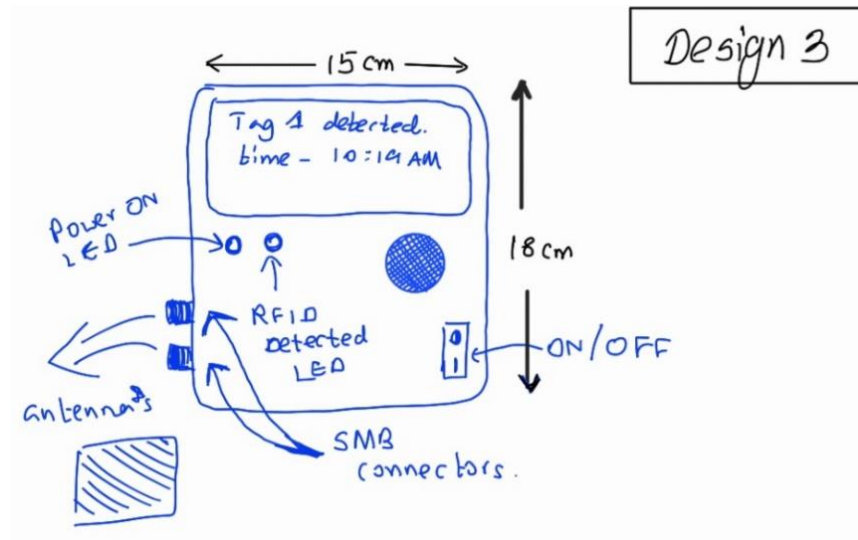 Design 3
15 cm
Tag 1 detected.
time - 10:19 AM
Power ON
LED
18 cm
RFID
Detected
LED
ON/OFF
antenna's
SMB
connectors.